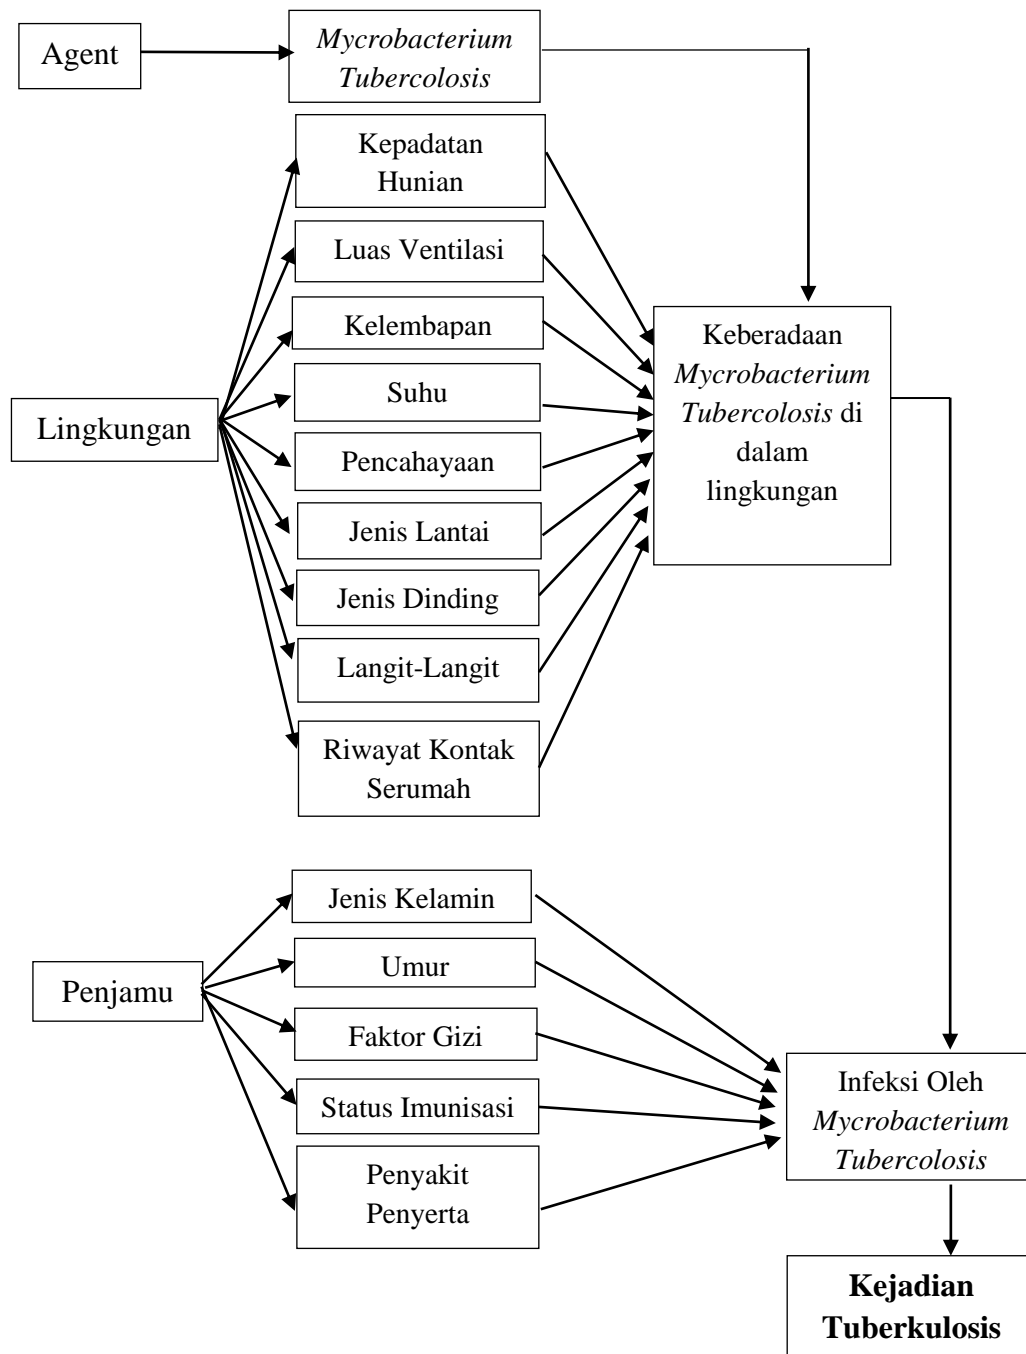 Agent
Mycrobacterium
Tubercolosis
Kepadatan
Hunian
Luas Ventilasi
Kelembapan
Suhu
Lingkungan
Pencahayaan
Jenis Lantai
Jenis Dinding
Langit-Langit
Riwayat Kontak
Serumah
Keberadaan
Mycrobacterium
Tubercolosis di
dalam
lingkungan
Penjamu
Jenis Kelamin
Umur
Faktor Gizi
Status Imunisasi
Penyakit
Penyerta
Infeksi Oleh
Mycrobacterium
Tubercolosis
Kejadian
Tuberkulosis